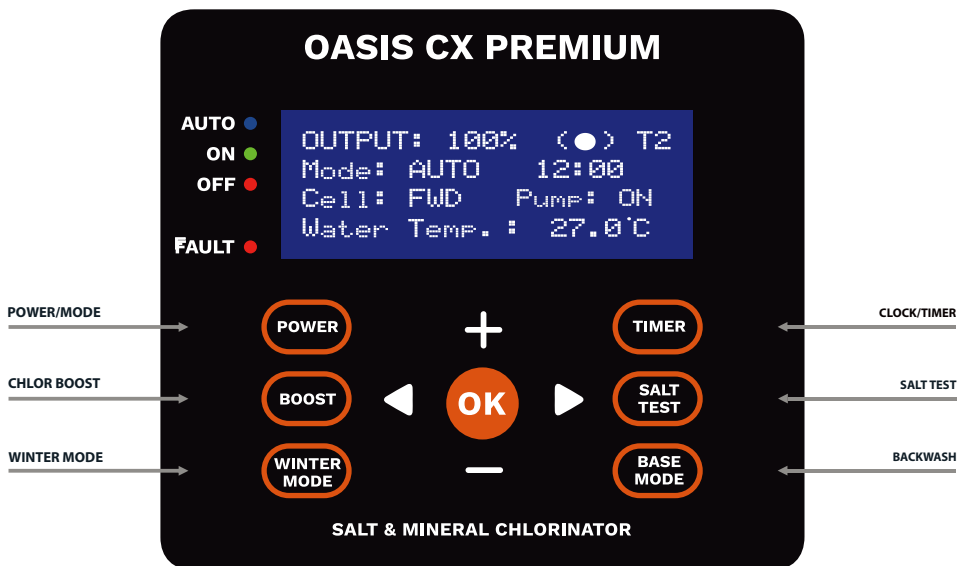 OASIS CX PREMIUM
AUTO
ON
OFF
FAULT
OUTPUT: 100% (●) T2
Mode: AUTO 12:00
Cell: FWD Pump: ON
Water Temp.: 27.0°C
POWER/MODE
POWER
+
TIMER
CLOCK/TIMER
CHLOR BOOST
BOOST
OK
SALT
TEST
SALT TEST
WINTER MODE
WINTER
MODE
−
BASE
MODE
BACKWASH
SALT & MINERAL CHLORINATOR